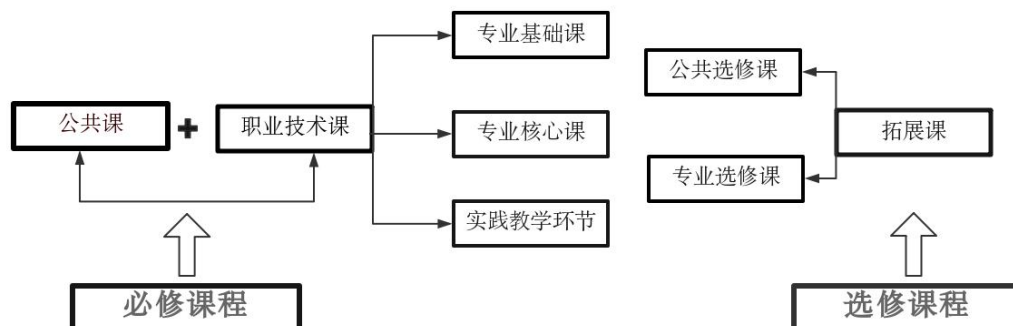 专业基础课
公共选修课
公共课
职业技术课
专业核心课
拓展课
专业选修课
实践教学环节
必修课程
选修课程